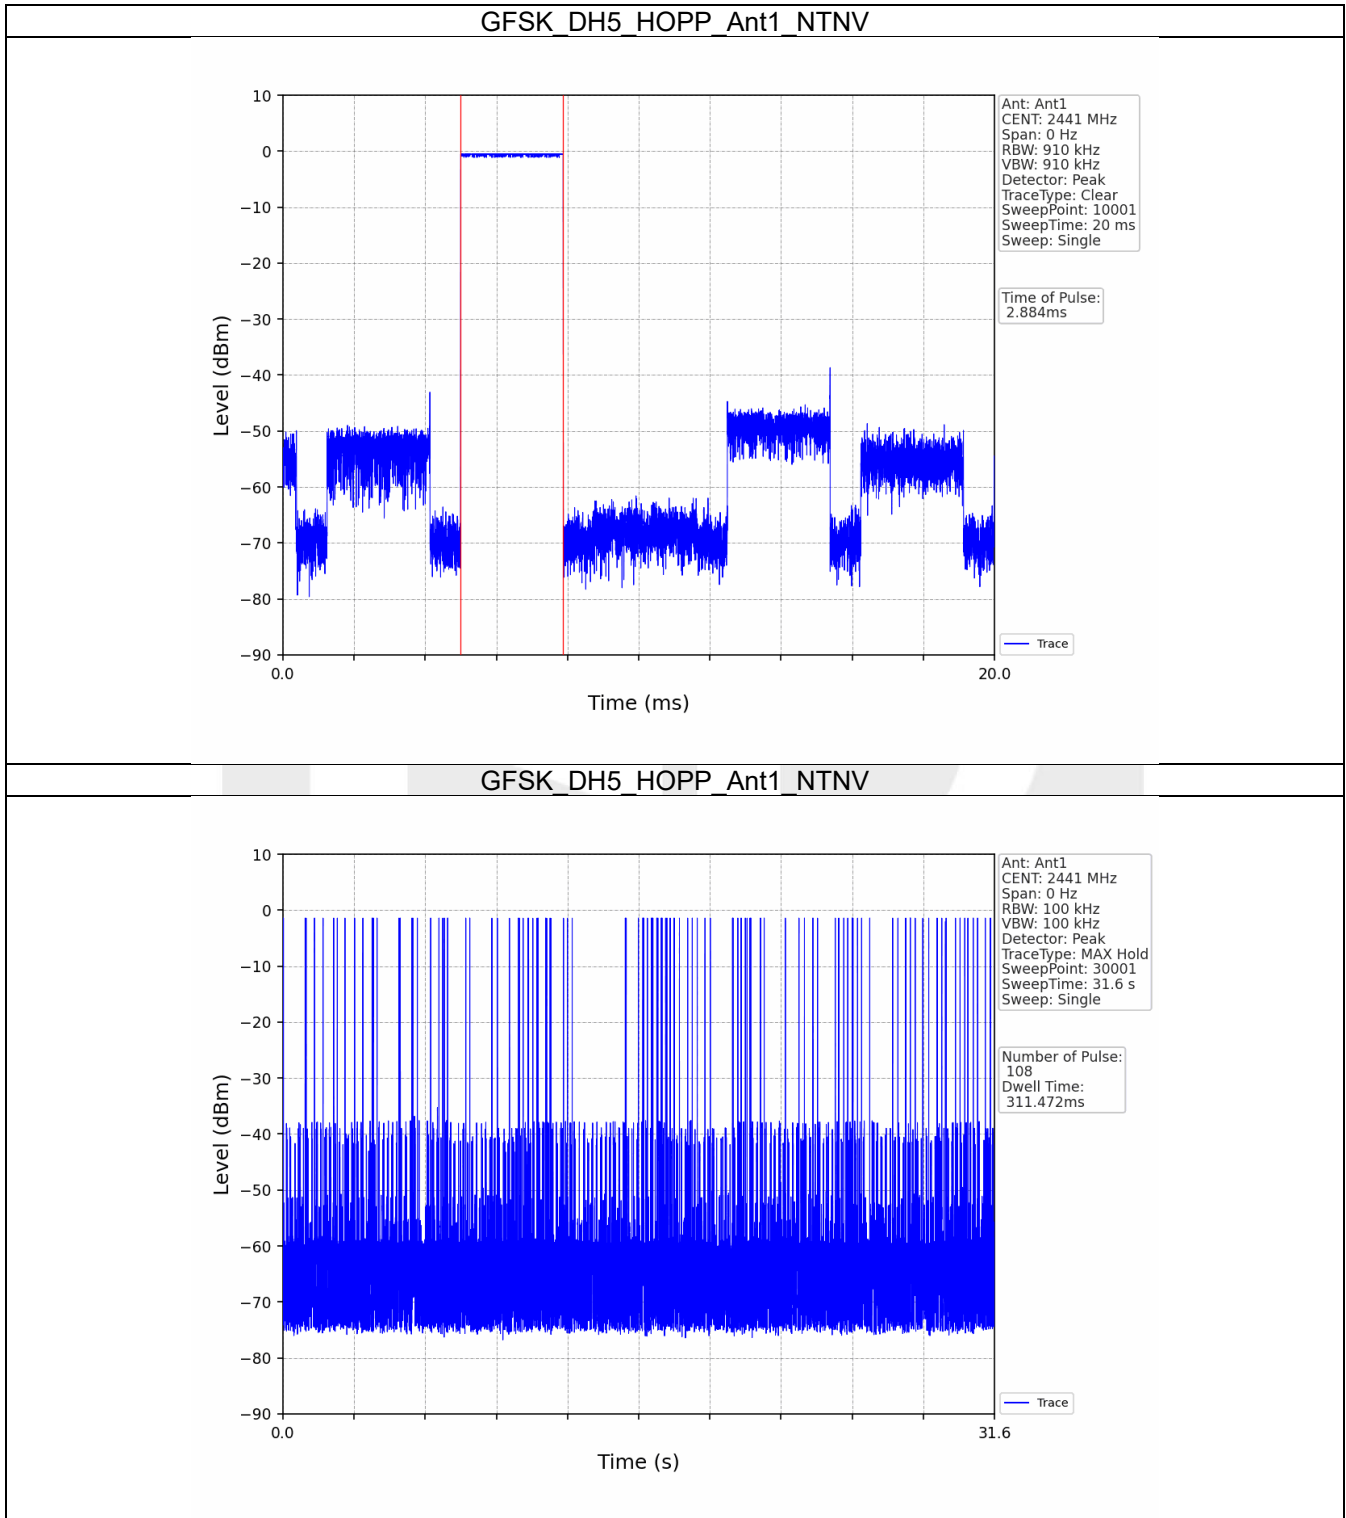 GFSK_DH5_HOPP_Ant1_NTNV
10
0
−10
−20
−30
−40
−50
−60
−70
−80
−90
Level (dBm)
0.0
20.0
Time (ms)
Ant: Ant1
CENT: 2441 MHz
Span: 0 Hz
RBW: 910 kHz
VBW: 910 kHz
Detector: Peak
TraceType: Clear
SweepPoint: 10001
SweepTime: 20 ms
Sweep: Single
Time of Pulse:
2.884ms
Trace
GFSK_DH5_HOPP_Ant1_NTNV
10
0
−10
−20
−30
−40
−50
−60
−70
−80
−90
Level (dBm)
0.0
31.6
Time (s)
Ant: Ant1
CENT: 2441 MHz
Span: 0 Hz
RBW: 100 kHz
VBW: 100 kHz
Detector: Peak
TraceType: MAX Hold
SweepPoint: 30001
SweepTime: 31.6 s
Sweep: Single
Number of Pulse:
108
Dwell Time:
311.472ms
Trace